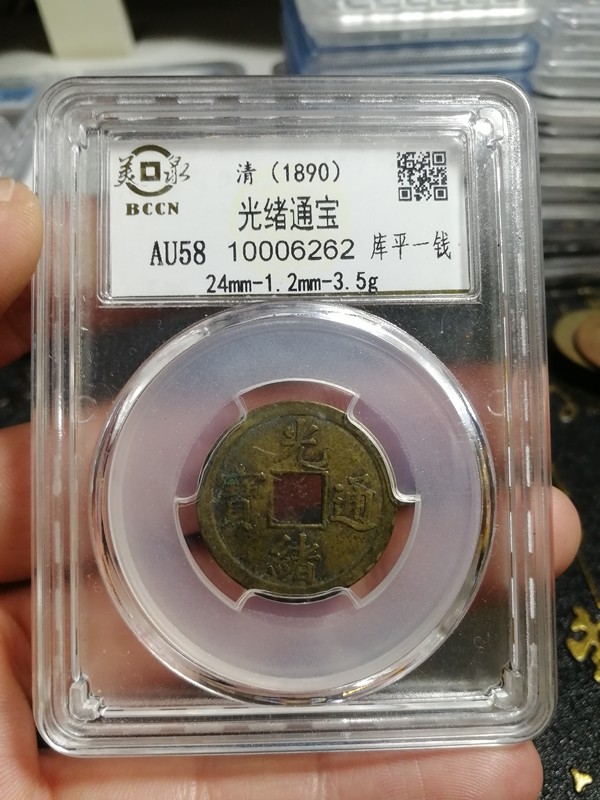 美泉 清（1890）
BCCN 光绪通宝
AU58 10006262 库平一钱
24mm-1.2mm-3.5g
光
寶 通
緒